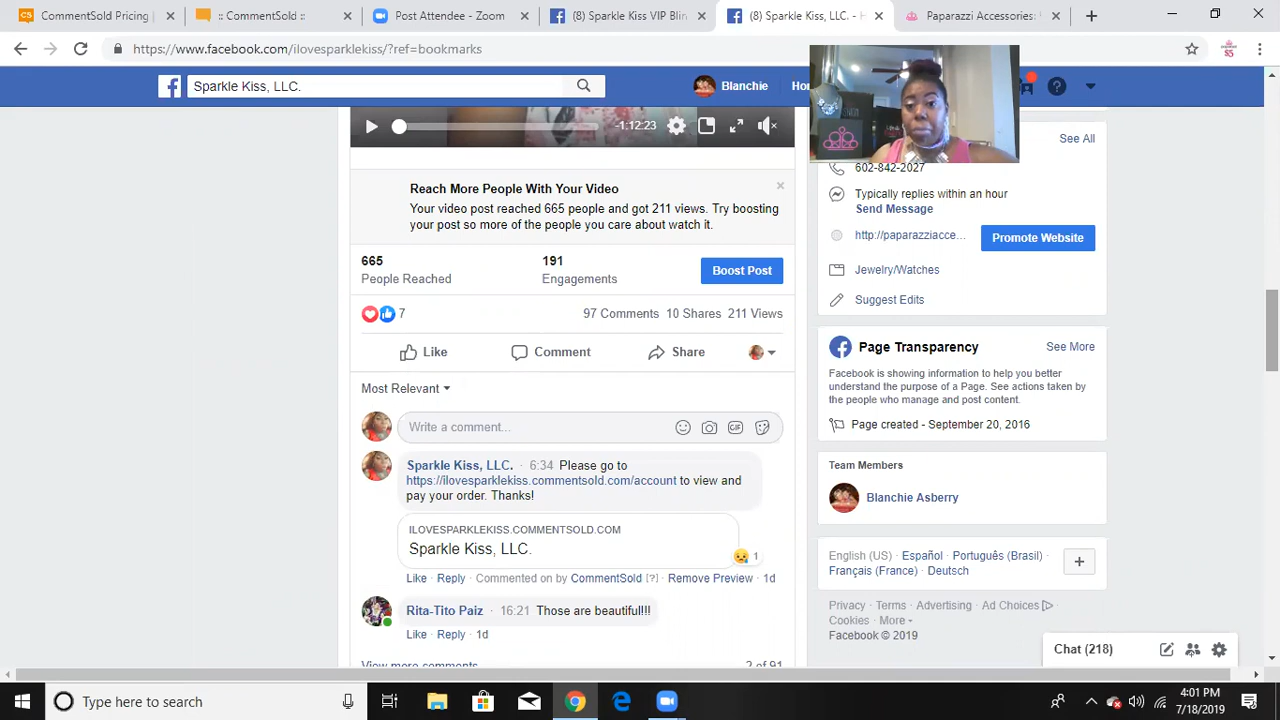 CommentSold Pricing
:: CommentSold ::
Post Attendee - Zoom
(8) Sparkle Kiss VIP Blin
(8) Sparkle Kiss, LLC. - H
Paparazzi Accessories:
https://www.facebook.com/ilovesparklekiss/?ref=bookmarks
Sparkle Kiss, LLC.
Blanchie
-1:12:23
See All
602-842-2027
Reach More People With Your Video
Your video post reached 665 people and got 211 views. Try boosting
your post so more of the people you care about watch it.
Typically replies within an hour
Send Message
http://paparazziacce...
Promote Website
665
People Reached
191
Engagements
Boost Post
Jewelry/Watches
Suggest Edits
7
97 Comments 10 Shares 211 Views
Like
Comment
Share
Page Transparency
See More
Facebook is showing information to help you better
understand the purpose of a Page. See actions taken by
the people who manage and post content.
Page created - September 20, 2016
Most Relevant
Write a comment...
GIF
Sparkle Kiss, LLC. · 6:34 Please go to
https://ilovesparklekiss.commentsold.com/account to view and
pay your order. Thanks!
ILOVESPARKLEKISS.COMMENTSOLD.COM
Sparkle Kiss, LLC.
1
Like · Reply · Commented on by CommentSold [?] · Remove Preview · 1d
Rita-Tito Paiz · 16:21 Those are beautiful!!!
Like · Reply · 1d
View more comments
2 of 91
Team Members
Blanchie Asberry
English (US) · Español · Português (Brasil) ·
Français (France) · Deutsch
Privacy · Terms · Advertising · Ad Choices ·
Cookies · More
Facebook © 2019
Chat (218)
Type here to search
4:01 PM
7/18/2019